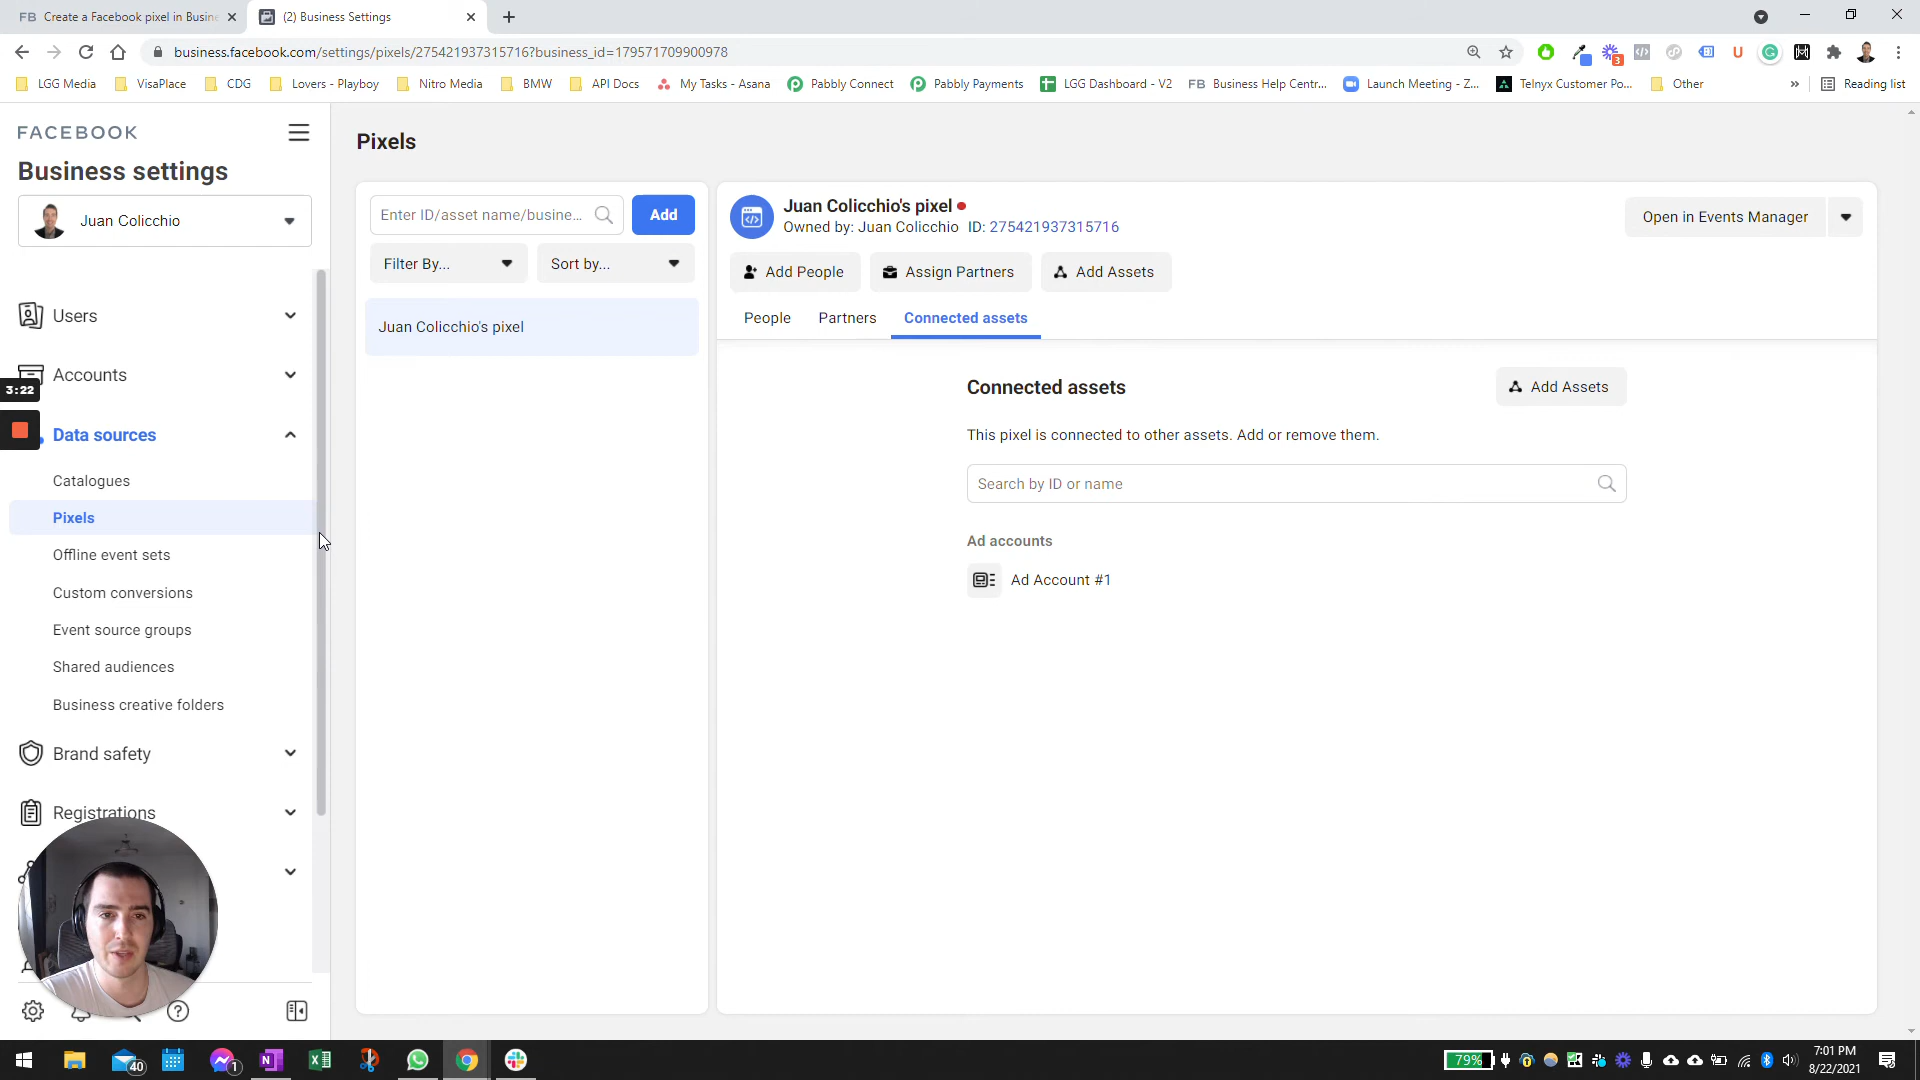 FB Create a Facebook pixel in Busin
(2) Business Settings
business.facebook.com/settings/pixels/275421937315716?business_id=179571709900978
3
LGG Media
VisaPlace
CDG
Lovers - Playboy
Nitro Media
BMW
API Docs
My Tasks - Asana
Pabbly Connect
Pabbly Payments
LGG Dashboard - V2
FB Business Help Centr...
Launch Meeting - Z...
Telnyx Customer Po...
Other
»
Reading list
FACEBOOK
Business settings
Juan Colicchio
Users
Accounts
3:22
Data sources
Catalogues
Pixels
Offline event sets
Custom conversions
Event source groups
Shared audiences
Business creative folders
Brand safety
Registrations
Pixels
Enter ID/asset name/busine...
Add
Filter By...
Sort by...
Juan Colicchio's pixel
Juan Colicchio's pixel
Owned by: Juan Colicchio ID: 275421937315716
Open in Events Manager
Add People
Assign Partners
Add Assets
People
Partners
Connected assets
Connected assets
Add Assets
This pixel is connected to other assets. Add or remove them.
Search by ID or name
Ad accounts
Ad Account #1
40
1
79%
7:01 PM
8/22/2021